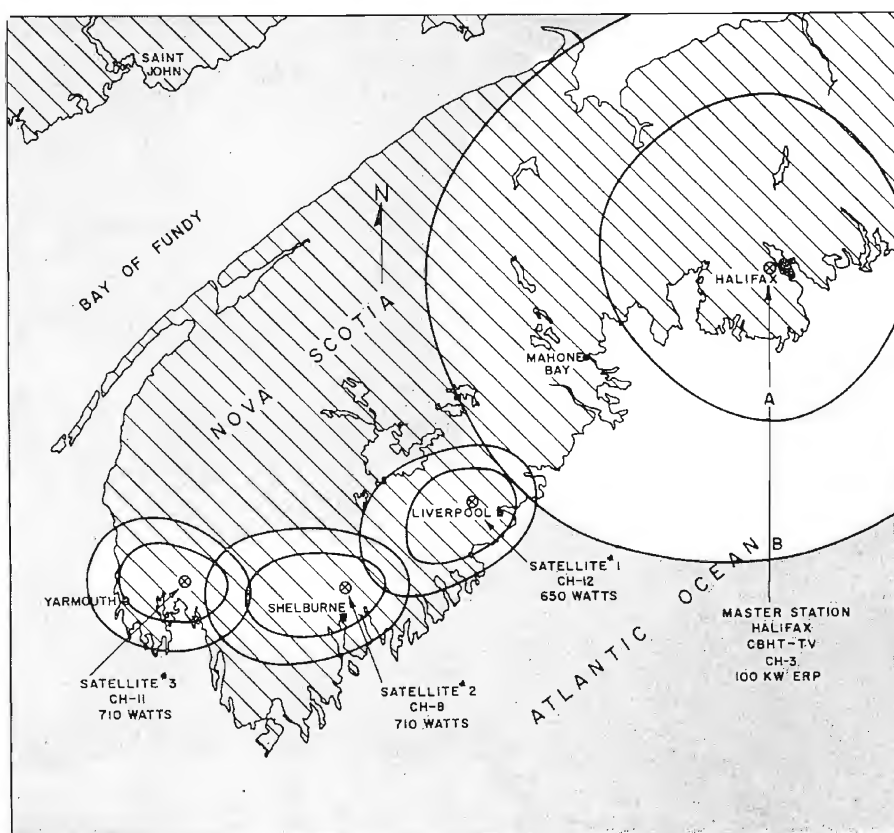 SAINT
JOHN
BAY OF FUNDY
N
NOVA SCOTIA
HALIFAX
MAHONE
BAY
A
LIVERPOOL
B
ATLANTIC OCEAN
YARMOUTH
SHELBURNE
SATELLITE #1
CH-12
650 WATTS
SATELLITE #2
CH-8
710 WATTS
SATELLITE #3
CH-11
710 WATTS
MASTER STATION
HALIFAX
CBHT-TV
CH-3
100 KW ERP